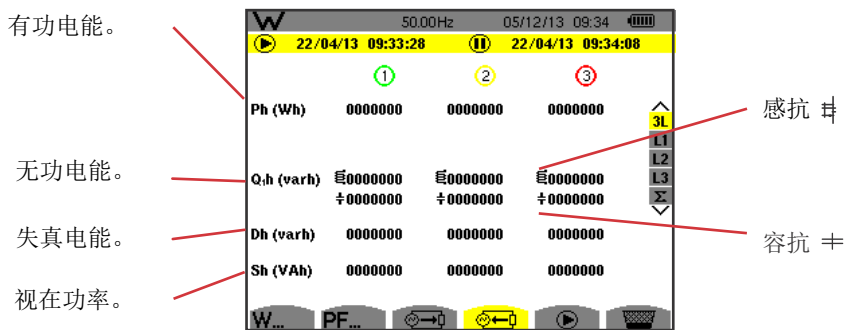 W 50.00Hz 05/12/13 09:34
22/04/13 09:33:28 22/04/13 09:34:08
有功电能。
1 2 3
Ph (Wh) 0000000 0000000 0000000
感抗
3L
L1
L2
L3
Σ
无功电能。
Q₁h (varh) 0000000 0000000 0000000
0000000 0000000 0000000
失真电能。
Dh (varh) 0000000 0000000 0000000
容抗
视在功率。
Sh (VAh) 0000000 0000000 0000000
W... PF...